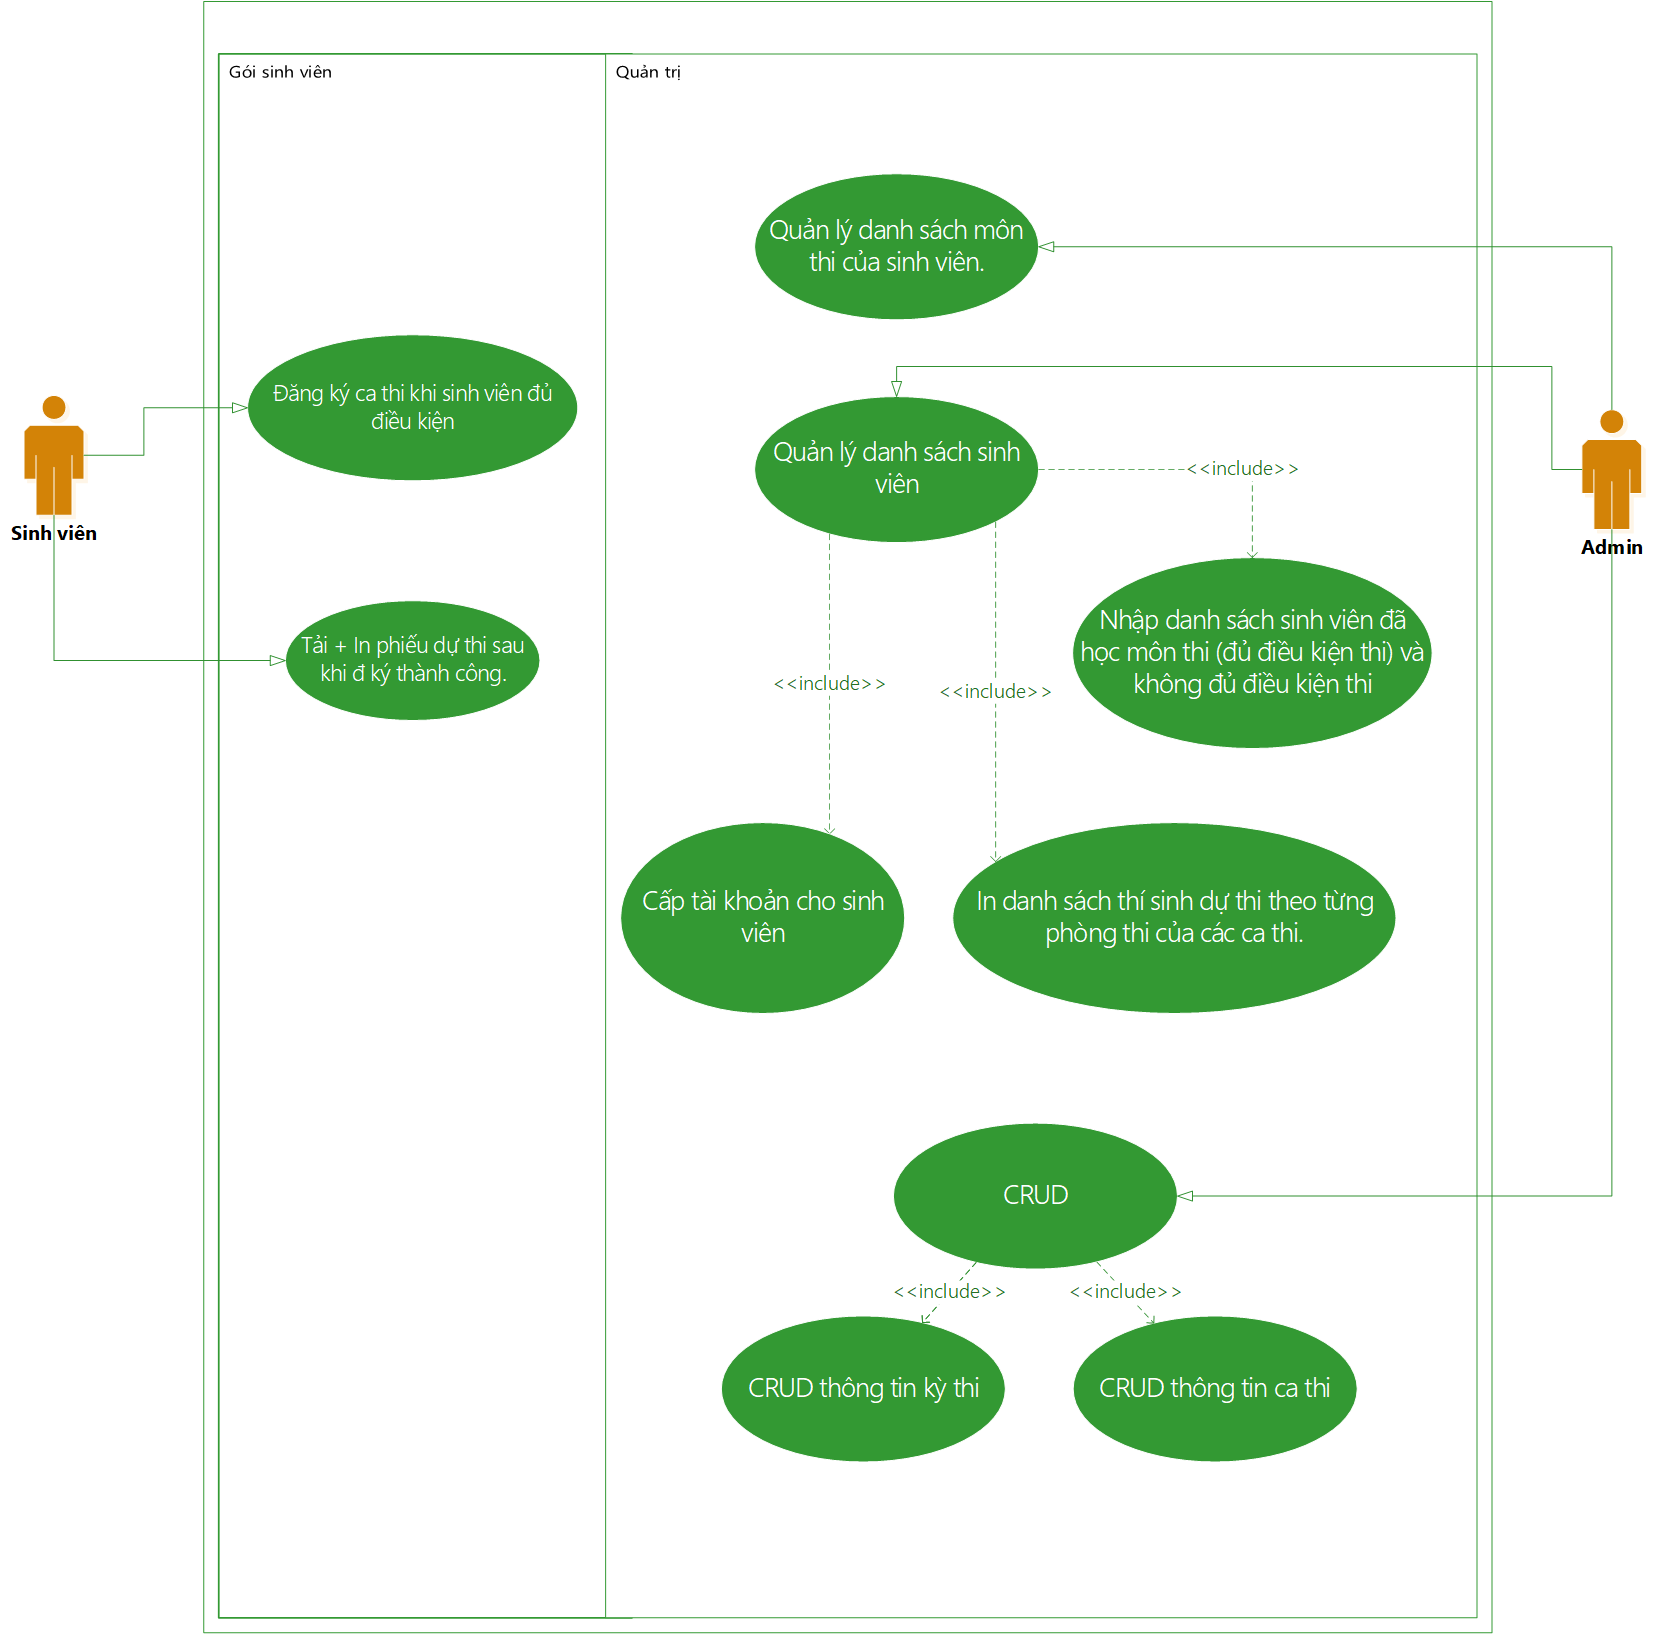 Gói sinh viên
Quản trị
Quản lý danh sách môn
thi của sinh viên.
Đăng ký ca thi khi sinh viên đủ
điều kiện
Quản lý danh sách sinh
viên
<<include>>
Sinh viên
Admin
Nhập danh sách sinh viên đã
học môn thi (đủ điều kiện thi) và
không đủ điều kiện thi
Tải + In phiếu dự thi sau
khi đ ký thành công.
<<include>>
<<include>>
Cấp tài khoản cho sinh
viên
In danh sách thí sinh dự thi theo từng
phòng thi của các ca thi.
CRUD
<<include>>
<<include>>
CRUD thông tin kỳ thi
CRUD thông tin ca thi